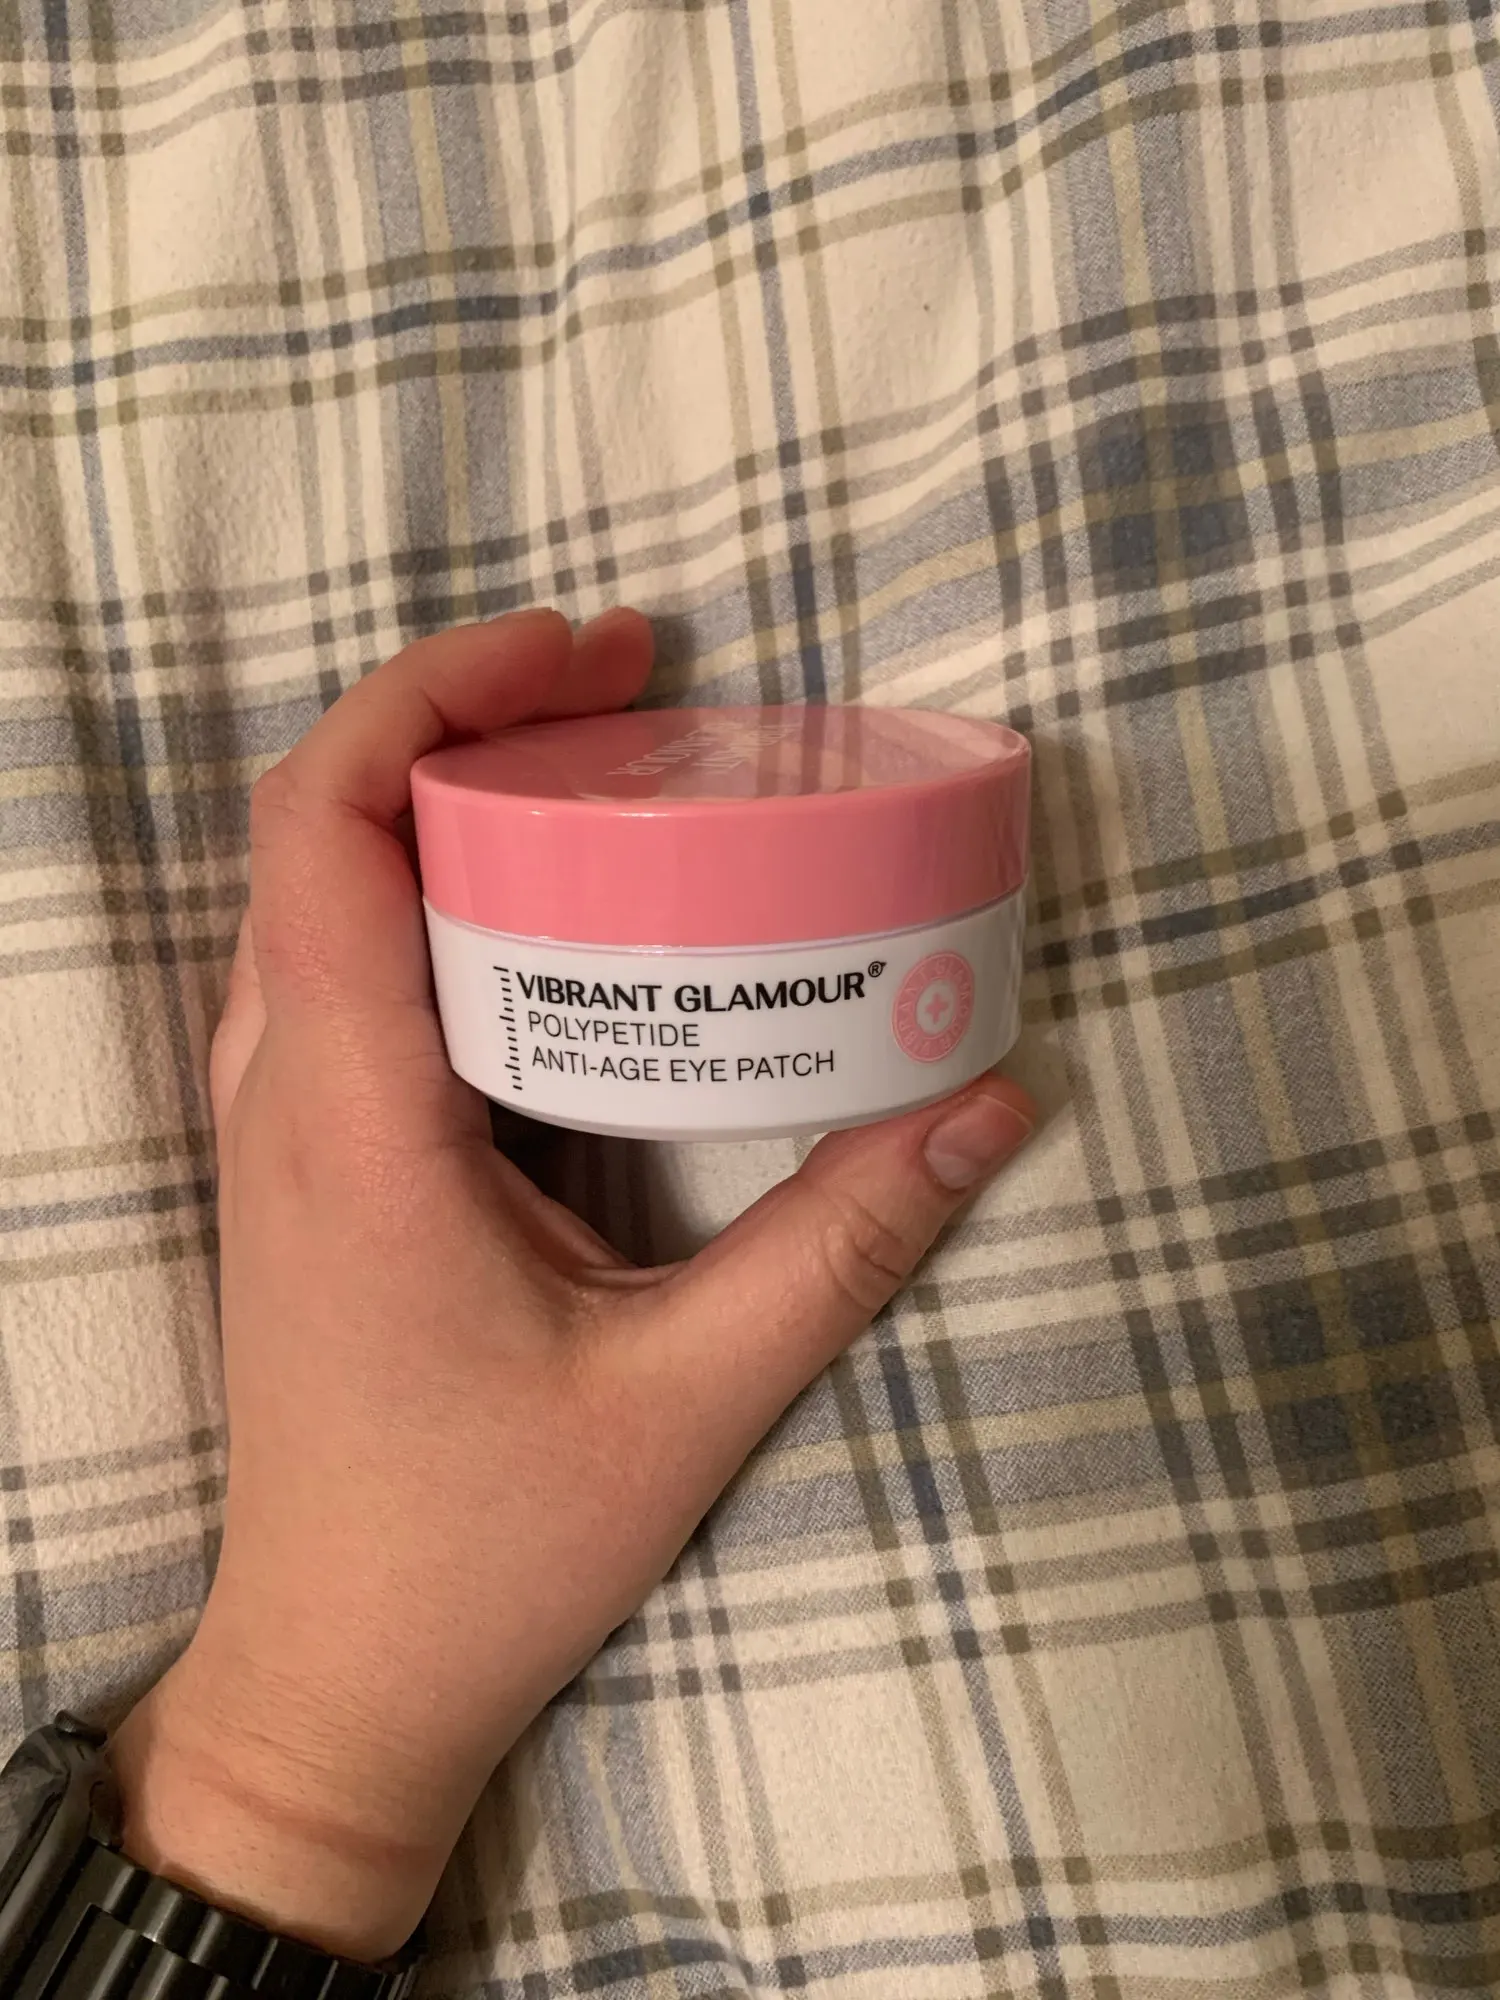 VIBRANT GLAMOUR®
POLYPETIDE
ANTI-AGE EYE PATCH